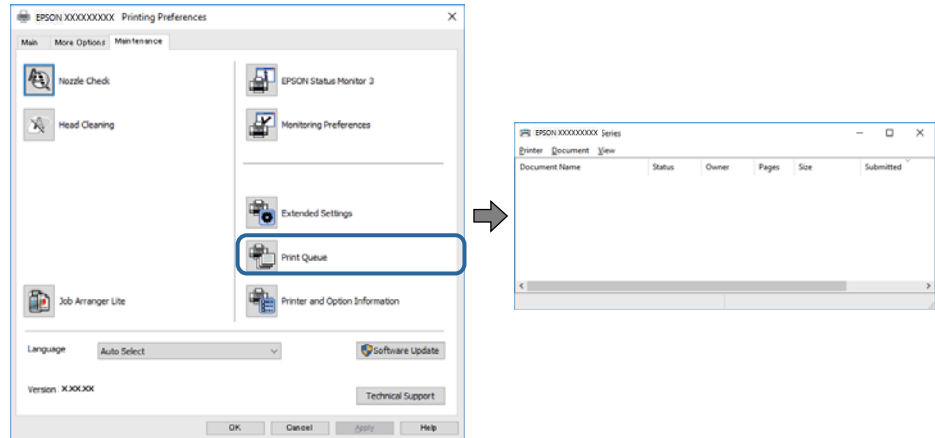 EPSON XXXXXXXXX Printing Preferences
Main More Options Maintenance
Nozzle Check
EPSON Status Monitor 3
Head Cleaning
Monitoring Preferences
Extended Settings
Print Queue
Job Arranger Lite
Printer and Option Information
Language Auto Select
Software Update
Version X.XX.XX
Technical Support
OK Cancel Apply Help
EPSON XXXXXXXXX Series
Printer Document View
Document Name Status Owner Pages Size Submitted